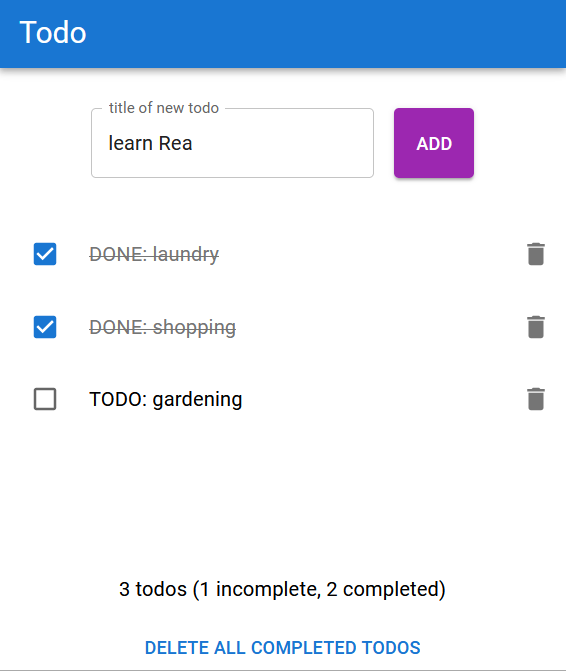 Todo
title of new todo
learn Rea
ADD
DONE: laundry
DONE: shopping
TODO: gardening
3 todos (1 incomplete, 2 completed)
DELETE ALL COMPLETED TODOS